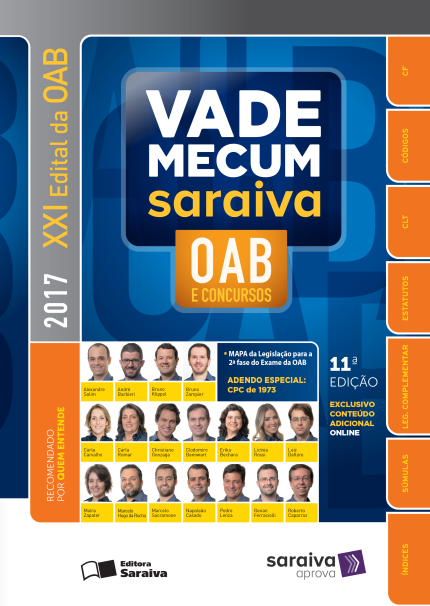 2017 XXI Edital da OAB
VADE
MECUM
saraiva
OAB
E CONCURSOS
CF
CÓDIGOS
CLT
ESTATUTOS
LEG. COMPLEMENTAR
SÚMULAS
ÍNDICES
• MAPA da Legislação para a
2ª fase do Exame da OAB
ADENDO ESPECIAL:
CPC de 1973
11ª
EDIÇÃO
EXCLUSIVO
CONTEÚDO
ADICIONAL
ONLINE
RECOMENDADO
POR QUEM ENTENDE
Alexandre
Salim
André
Barbieri
Bruno
Klippel
Bruno
Zampier
Carla
Carvalho
Carla
Romar
Christiano
Gonzaga
Clodomiro
Bannwart
Erika
Bechara
Licínia
Rossi
Luiz
Dellore
Maíra
Zapater
Marcelo
Hugo da Rocha
Marcelo
Sacramone
Napoleão
Casado
Pedro
Lenza
Renan
Ferraciolli
Roberto
Caparroz
Editora
Saraiva
saraiva
aprova